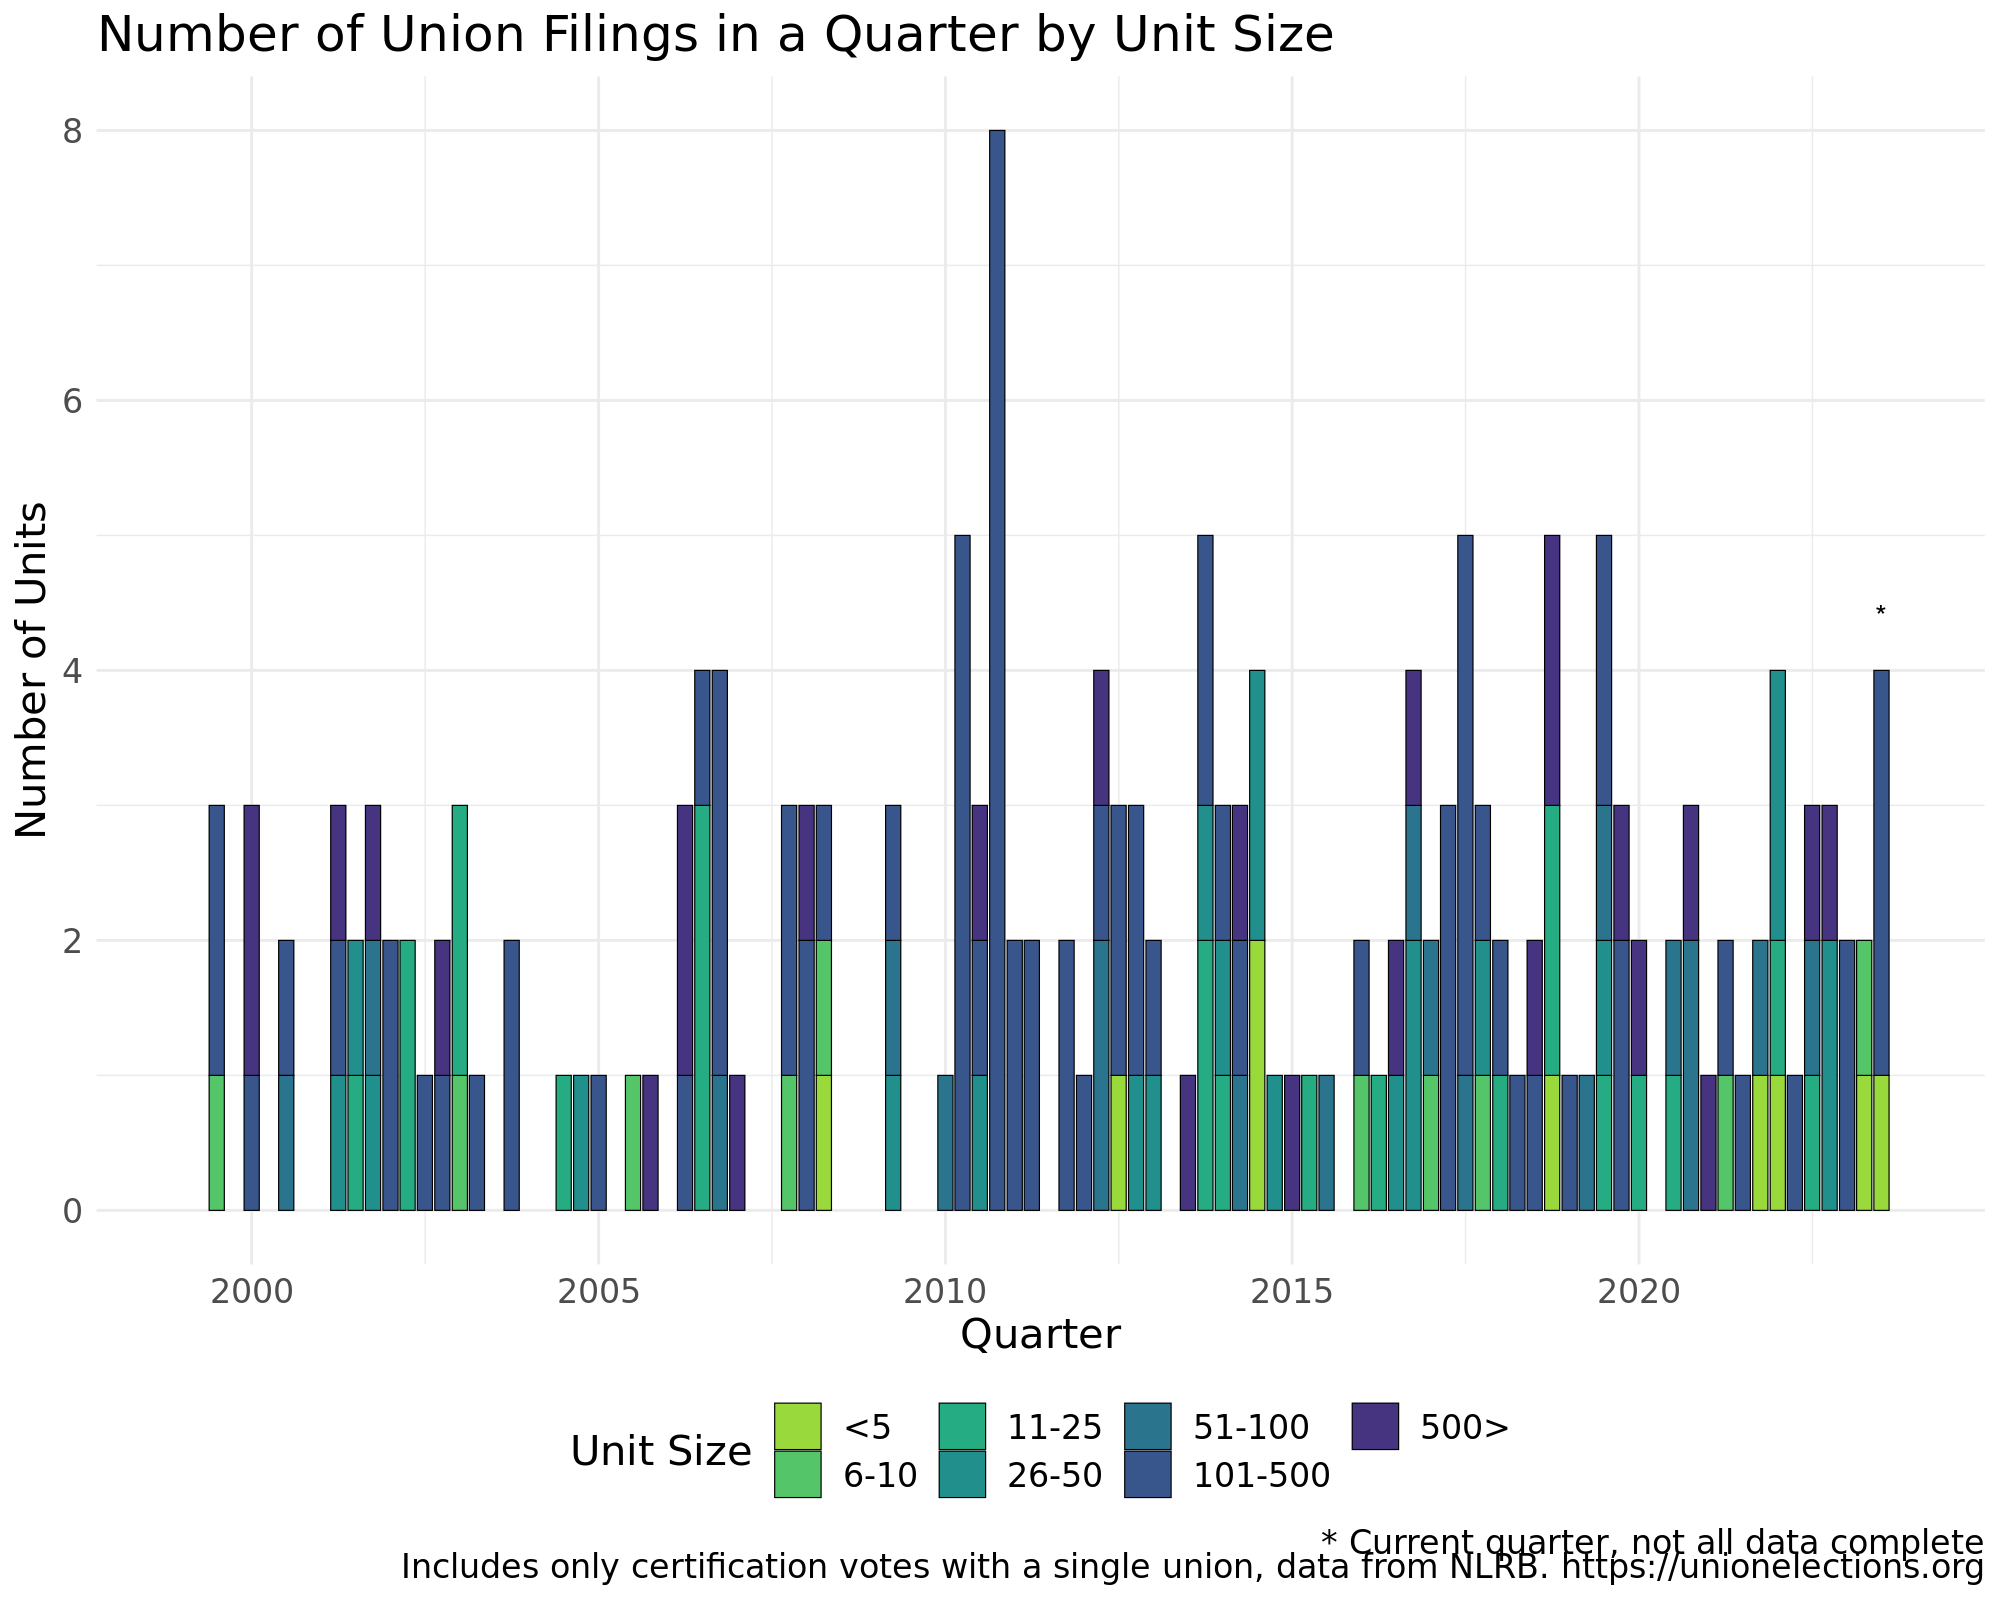 Number of Union Filings in a Quarter by Unit Size
Number of Units
8
6
4
2
0
*
2000 2005 2010 2015 2020
Quarter
Unit Size
<5 11-25 51-100 500>
6-10 26-50 101-500
* Current quarter, not all data complete
Includes only certification votes with a single union, data from NLRB. https://unionelections.org